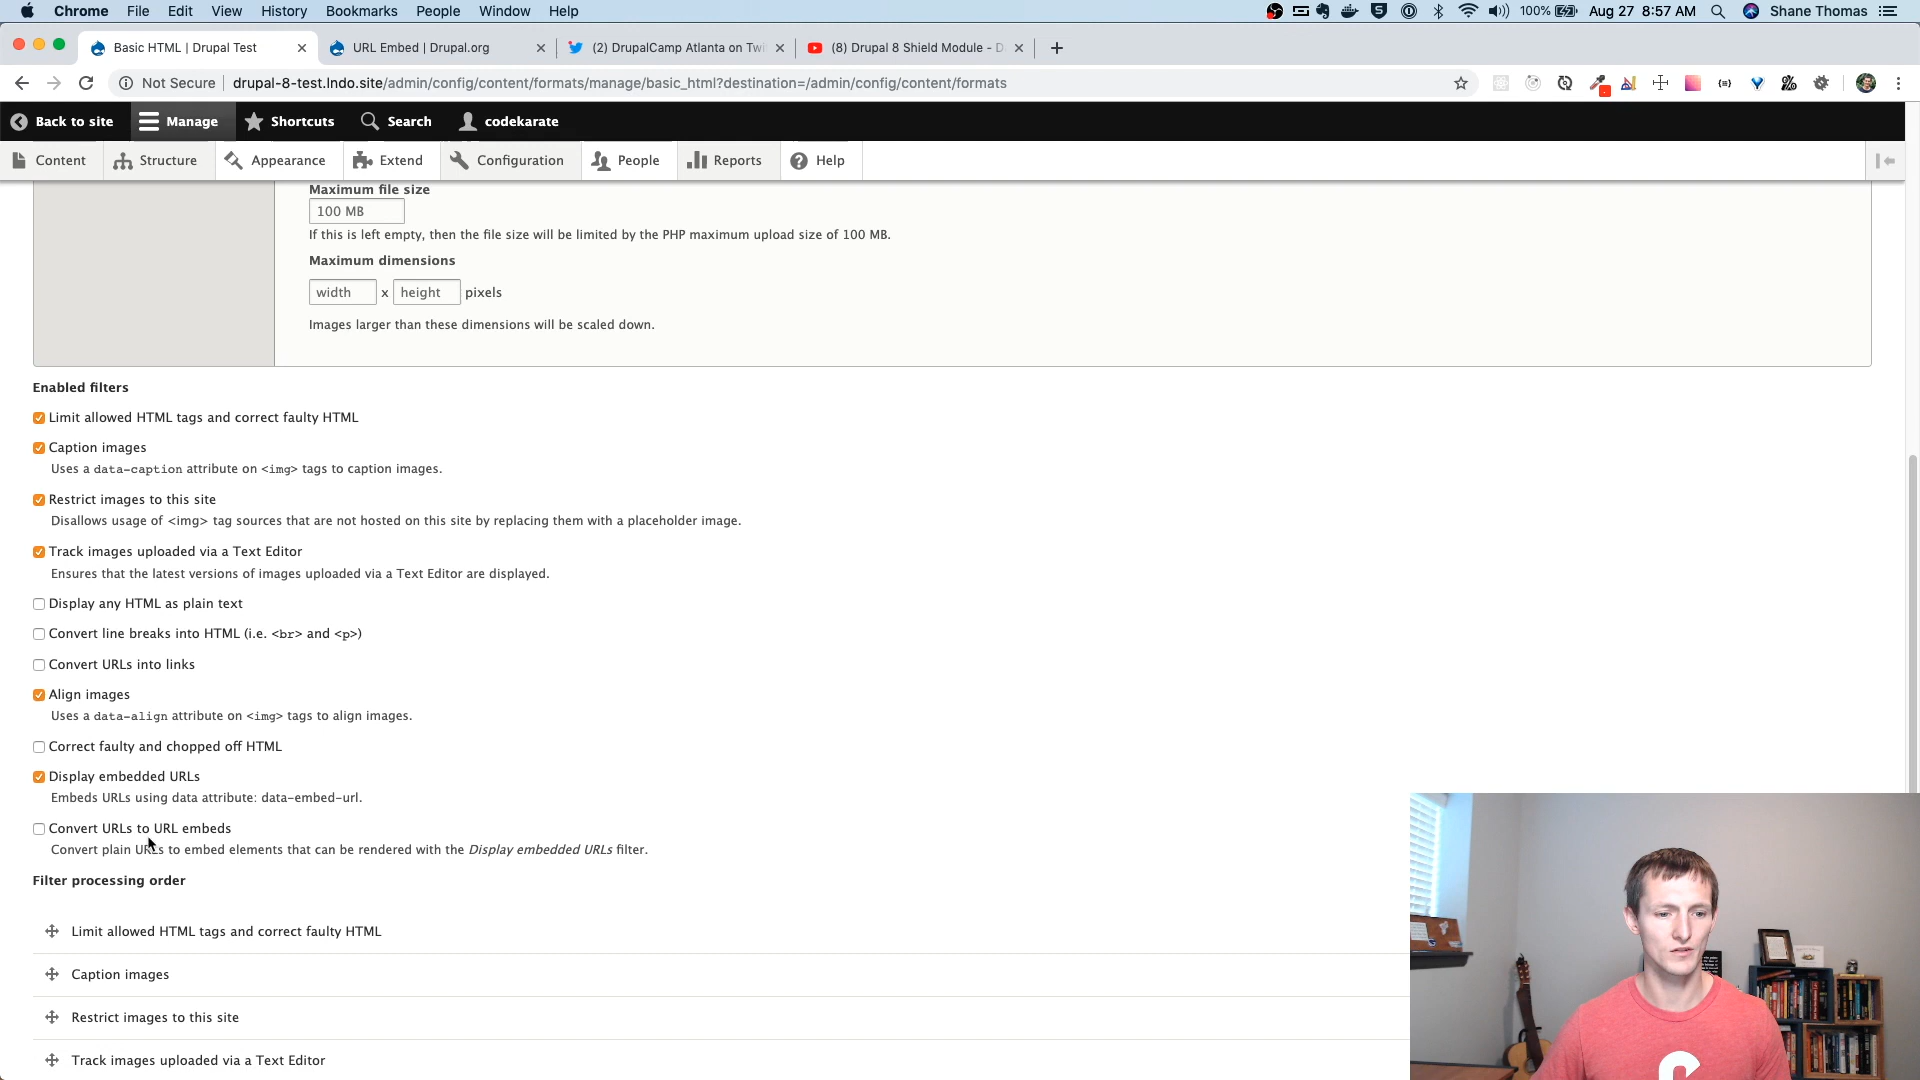 Chrome File Edit View History Bookmarks People Window Help 100% Aug 27 8:57 AM Shane Thomas
Basic HTML | Drupal Test URL Embed | Drupal.org (2) DrupalCamp Atlanta on Twi (8) Drupal 8 Shield Module - D
Not Secure drupal-8-test.lndo.site/admin/config/content/formats/manage/basic_html?destination=/admin/config/content/formats
Back to site Manage Shortcuts Search codekarate
Content Structure Appearance Extend Configuration People Reports Help
Maximum file size
100 MB
If this is left empty, then the file size will be limited by the PHP maximum upload size of 100 MB.
Maximum dimensions
width x height pixels
Images larger than these dimensions will be scaled down.
Enabled filters
Limit allowed HTML tags and correct faulty HTML
Caption images
Uses a data-caption attribute on <img> tags to caption images.
Restrict images to this site
Disallows usage of <img> tag sources that are not hosted on this site by replacing them with a placeholder image.
Track images uploaded via a Text Editor
Ensures that the latest versions of images uploaded via a Text Editor are displayed.
Display any HTML as plain text
Convert line breaks into HTML (i.e. <br> and <p>)
Convert URLs into links
Align images
Uses a data-align attribute on <img> tags to align images.
Correct faulty and chopped off HTML
Display embedded URLs
Embeds URLs using data attribute: data-embed-url.
Convert URLs to URL embeds
Convert plain URLs to embed elements that can be rendered with the Display embedded URLs filter.
Filter processing order
Limit allowed HTML tags and correct faulty HTML
Caption images
Restrict images to this site
Track images uploaded via a Text Editor